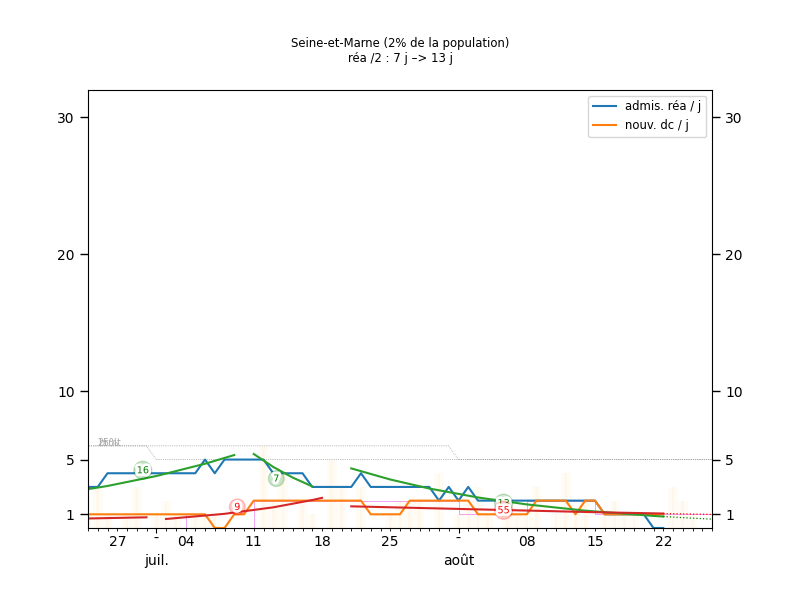 Seine-et-Marne (2% de la population)
réa /2 : 7 j –> 13 j
admis. réa / j
nouv. dc / j
30 30
20 20
10 10
5 5
1 1
16
7
9
13
55
27 - 04 11 18 25 - 08 15 22
juil. août